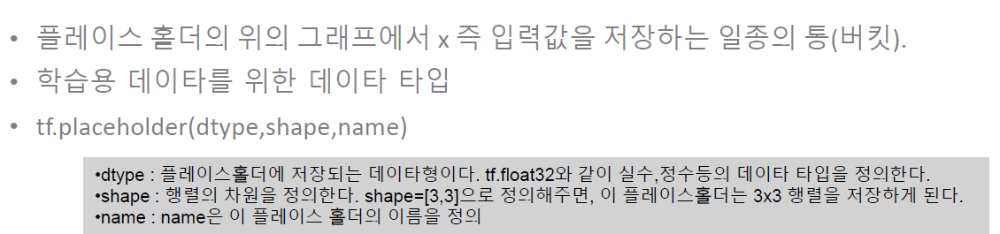 • 플레이스 홀더의 위의 그래프에서 x 즉 입력값을 저장하는 일종의 통(버킷).
• 학습용 데이타를 위한 데이타 타입
• tf.placeholder(dtype,shape,name)
•dtype : 플레이스홀더에 저장되는 데이타형이다. tf.float32와 같이 실수,정수등의 데이타 타입을 정의한다.
•shape : 행렬의 차원을 정의한다. shape=[3,3]으로 정의해주면, 이 플레이스홀더는 3x3 행렬을 저장하게 된다.
•name : name은 이 플레이스 홀더의 이름을 정의